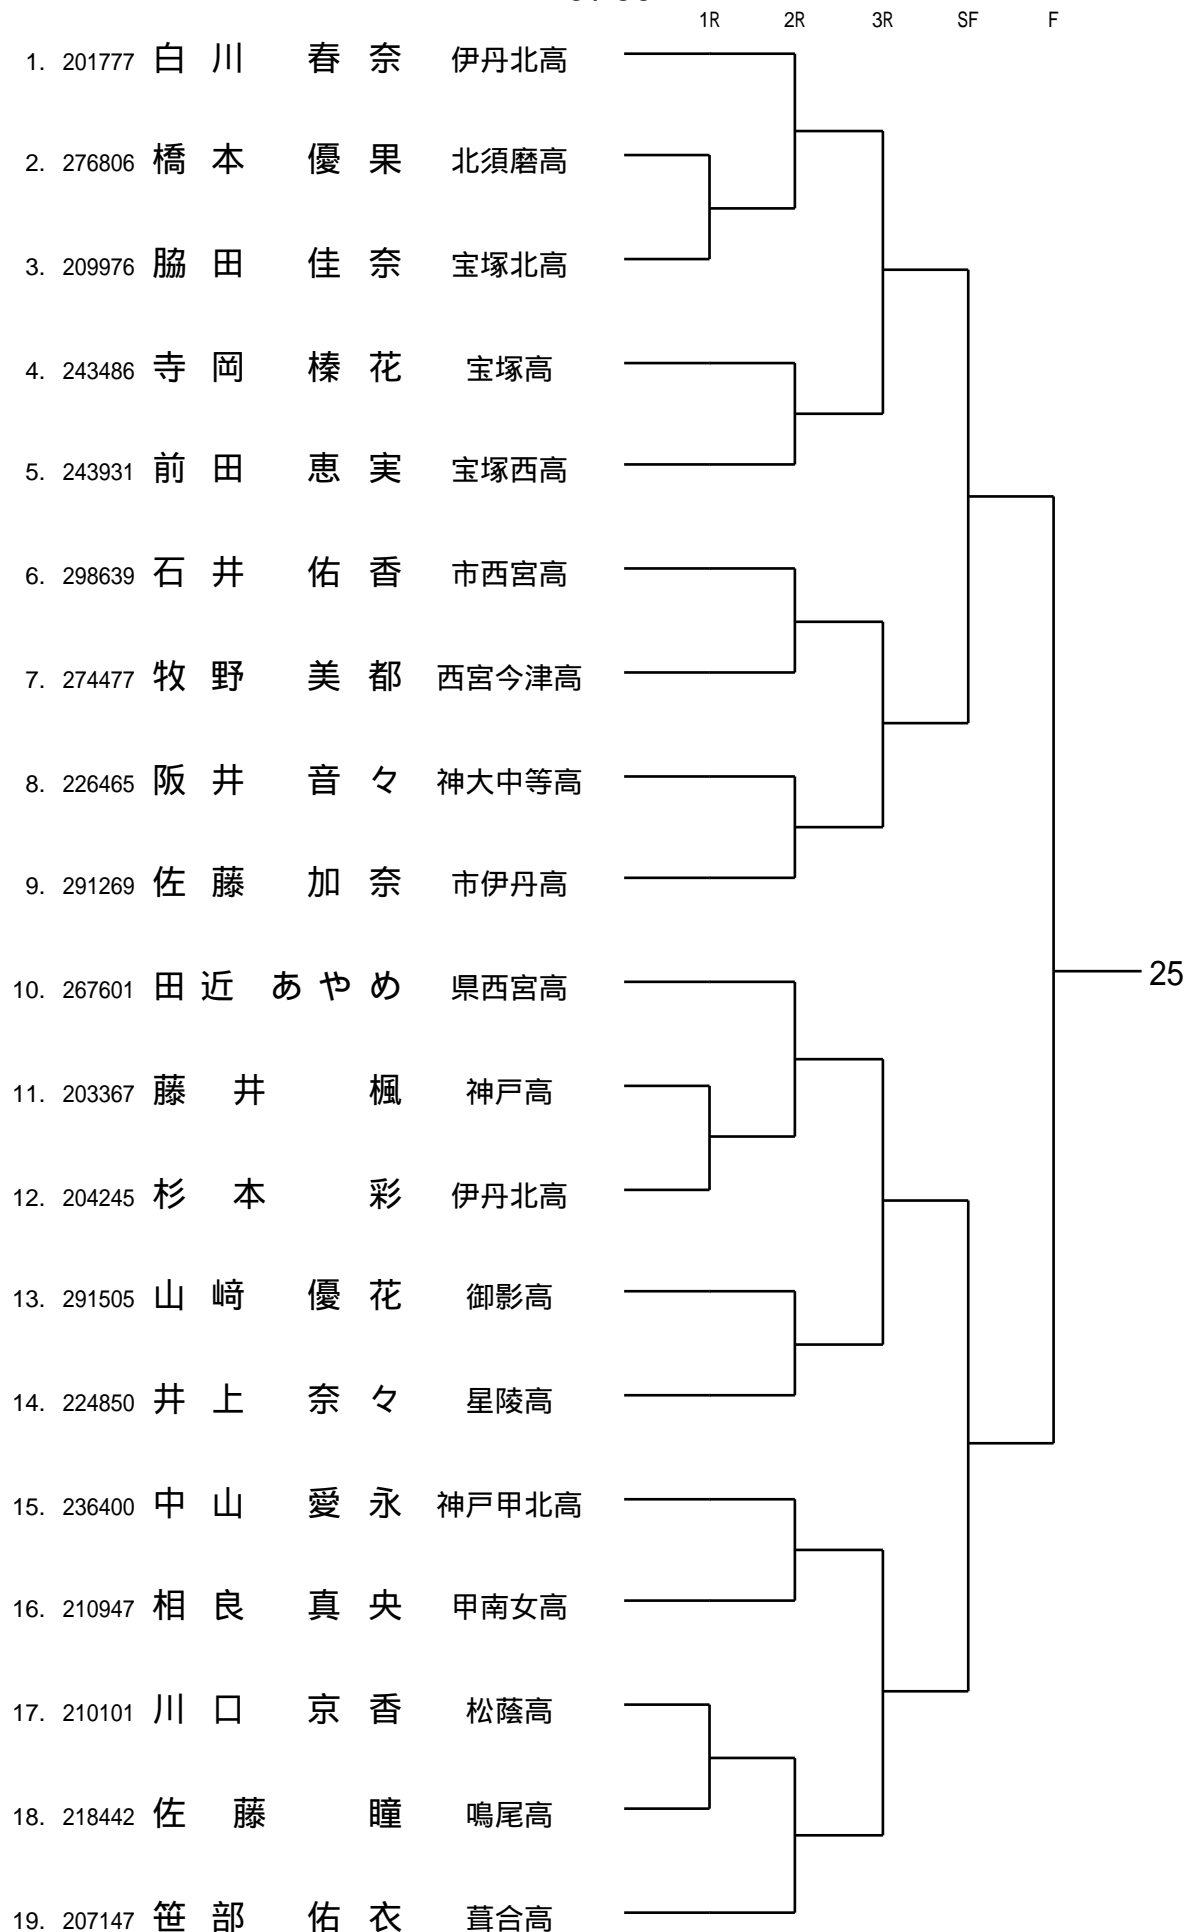 1R 2R 3R SF F
1. 201777 白川 春奈 伊丹北高
2. 276806 橋本 優果 北須磨高
3. 209976 脇田 佳奈 宝塚北高
4. 243486 寺岡 榛花 宝塚高
5. 243931 前田 恵実 宝塚西高
6. 298639 石井 佑香 市西宮高
7. 274477 牧野 美都 西宮今津高
8. 226465 阪井 音々 神大中等高
9. 291269 佐藤 加奈 市伊丹高
10. 267601 田近 あやめ 県西宮高
25
11. 203367 藤井 楓 神戸高
12. 204245 杉本 彩 伊丹北高
13. 291505 山﨑 優花 御影高
14. 224850 井上 奈々 星陵高
15. 236400 中山 愛永 神戸甲北高
16. 210947 相良 真央 甲南女高
17. 210101 川口 京香 松蔭高
18. 218442 佐藤 瞳 鳴尾高
19. 207147 笹部 佑衣 葺合高